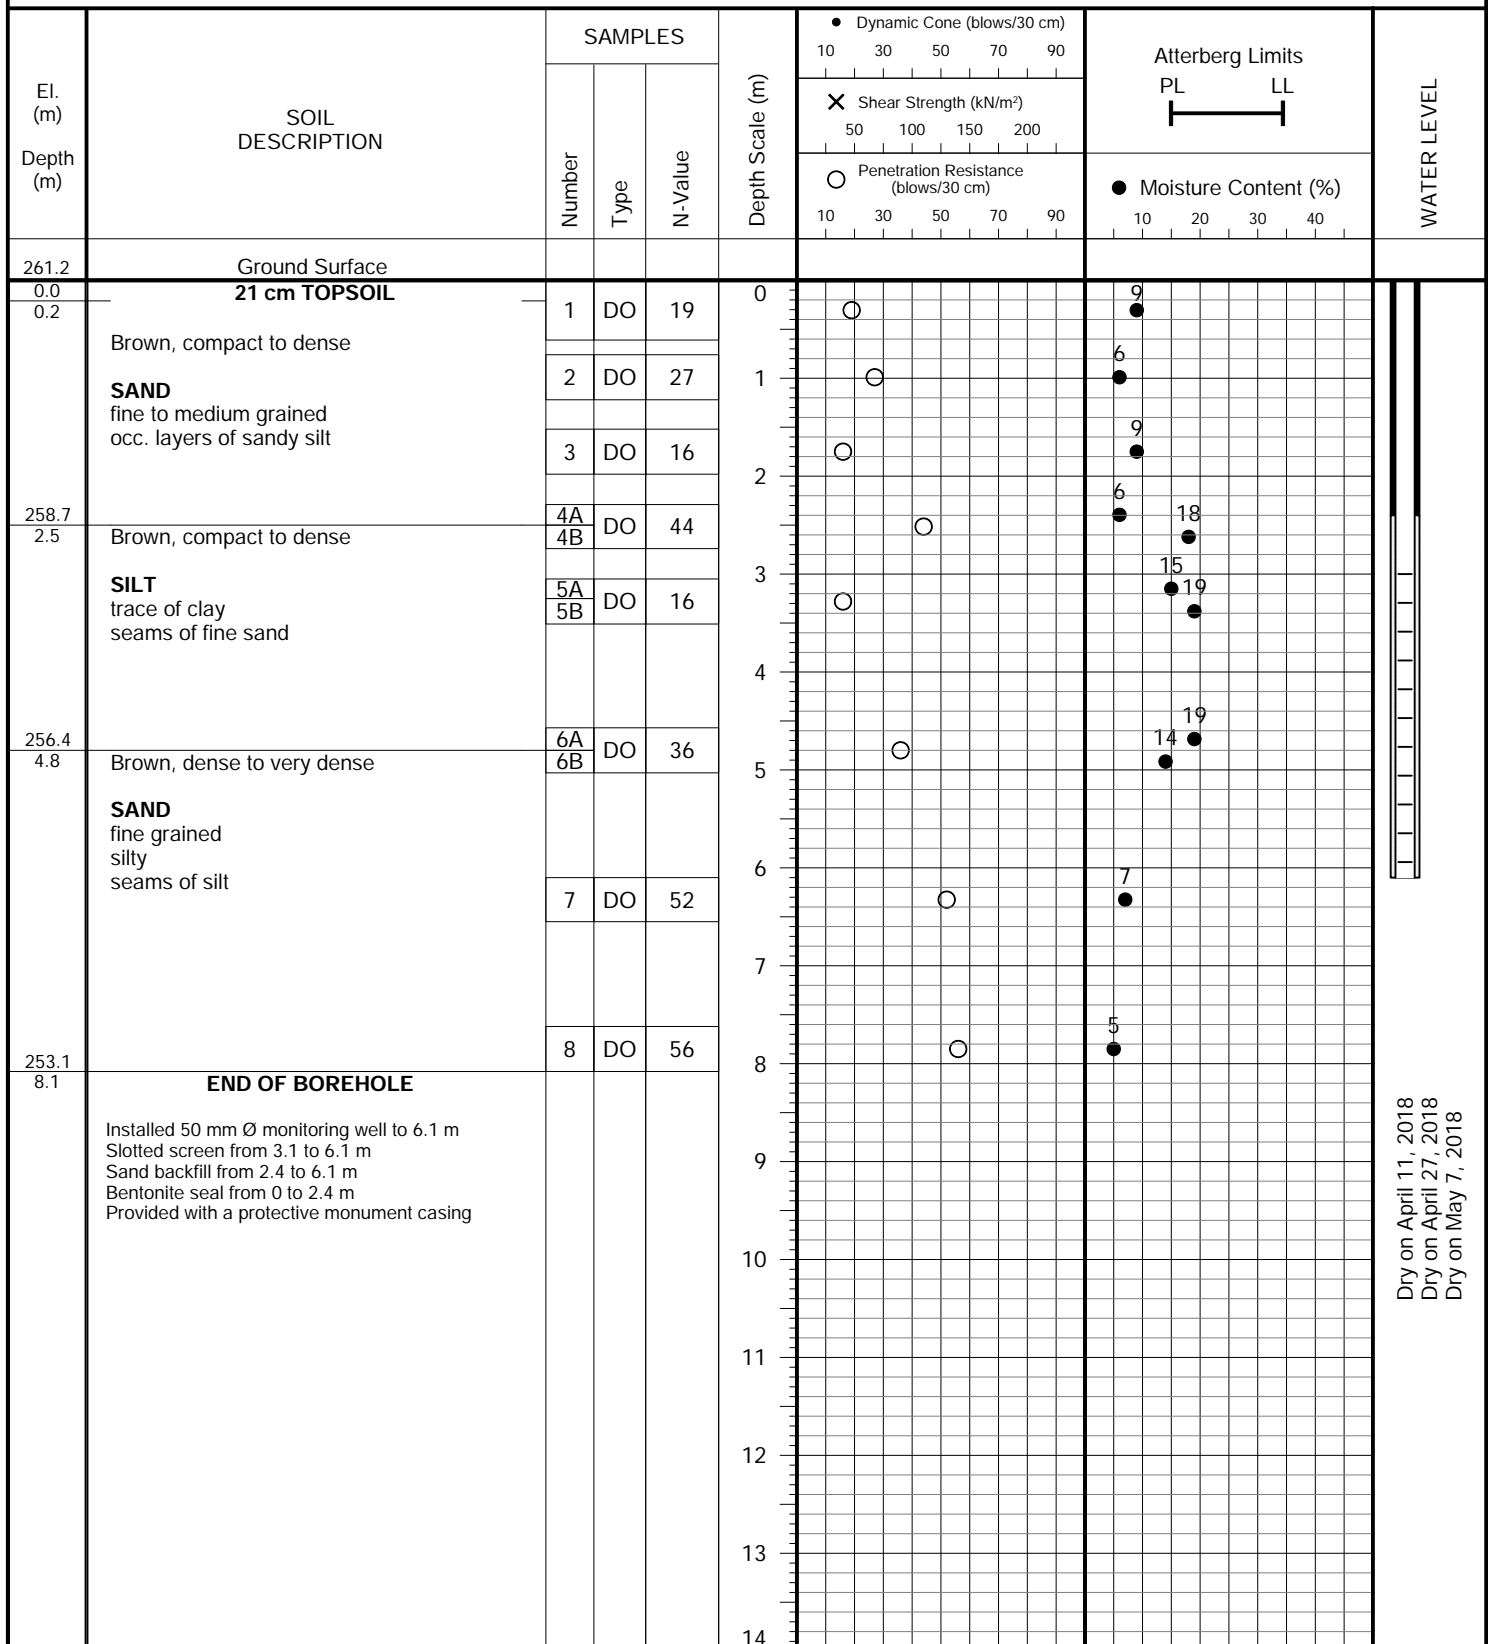 El.
(m)
Depth
(m)
SOIL
DESCRIPTION
SAMPLES
Number
Type
N-Value
Depth Scale (m)
Dynamic Cone (blows/30 cm)
10 30 50 70 90
Shear Strength (kN/m²)
50 100 150 200
Penetration Resistance
(blows/30 cm)
10 30 50 70 90
Atterberg Limits
PL LL
Moisture Content (%)
10 20 30 40
WATER LEVEL
261.2 Ground Surface
0.0 21 cm TOPSOIL 0
0.2 1 DO 19 9
Brown, compact to dense
2 DO 27 1 6
SAND
fine to medium grained
occ. layers of sandy silt
3 DO 16 9
2
6
258.7 4A DO 44 18
2.5 Brown, compact to dense 4B
SILT 3 15
trace of clay 5A DO 16 19
seams of fine sand 5B
4
19
256.4 6A DO 36 14
4.8 Brown, dense to very dense 6B 5
SAND
fine grained
silty 6
seams of silt
7 DO 52 7
7
5
253.1 8 DO 56 8
8.1 END OF BOREHOLE
Installed 50 mm Ø monitoring well to 6.1 m
Slotted screen from 3.1 to 6.1 m
Sand backfill from 2.4 to 6.1 m
Bentonite seal from 0 to 2.4 m
Provided with a protective monument casing
9
10
11
12
13
14
Dry on April 11, 2018
Dry on April 27, 2018
Dry on May 7, 2018